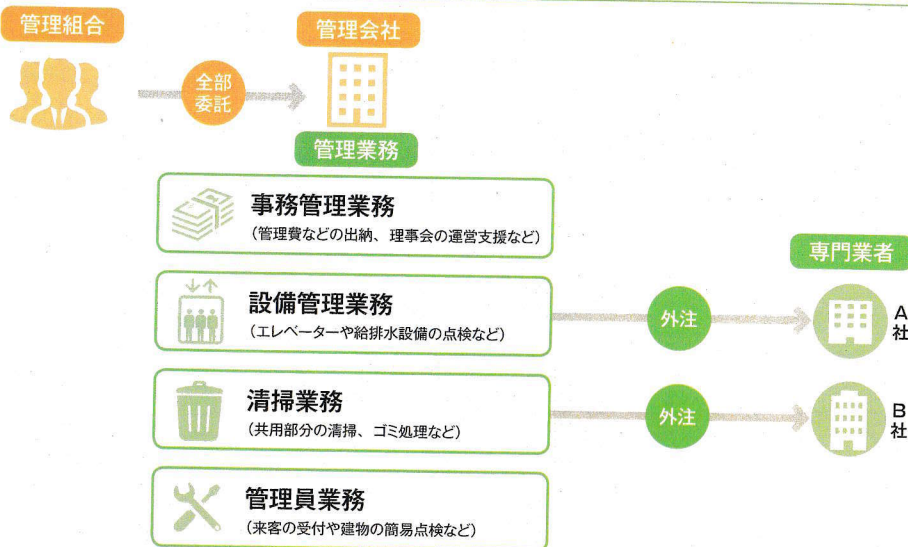 管理組合
管理会社
全部
委託
管理業務
事務管理業務
(管理費などの出納、理事会の運営支援など)
専門業者
設備管理業務
(エレベーターや給排水設備の点検など)
外注
A
社
清掃業務
(共用部分の清掃、ゴミ処理など)
外注
B
社
管理員業務
(来客の受付や建物の簡易点検など)